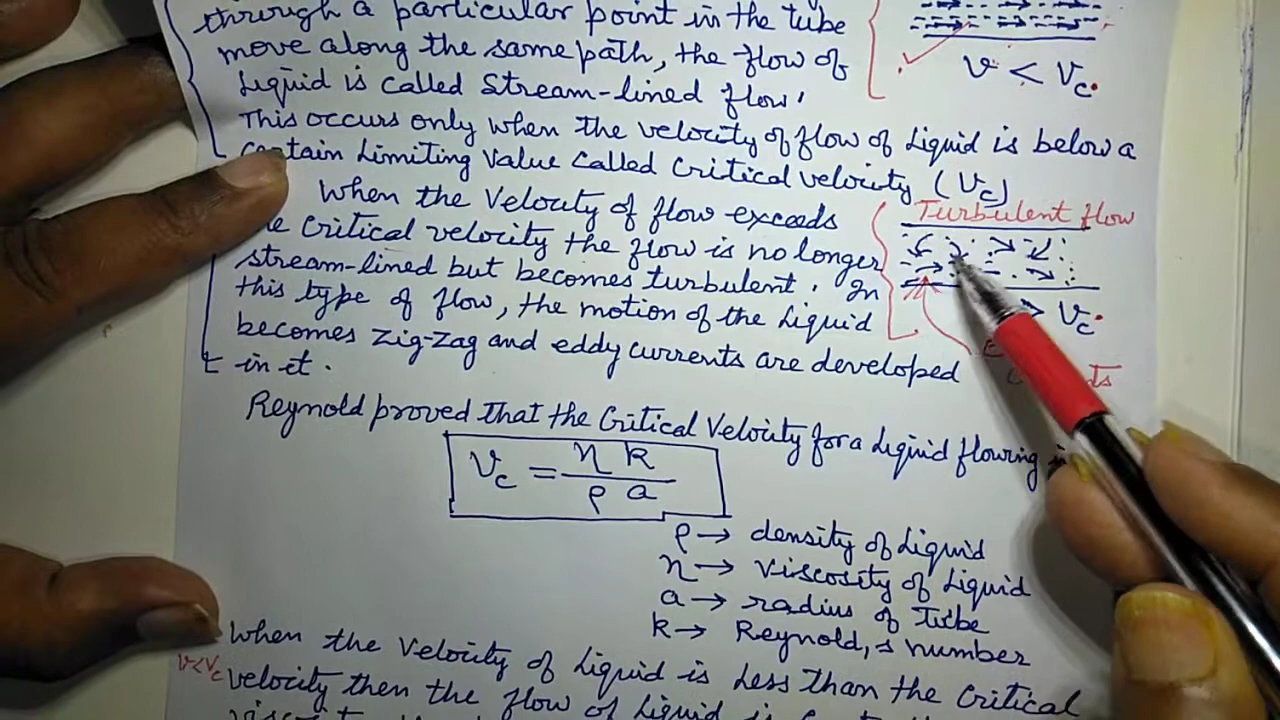 through a particular point in the tube
move along the same path, the flow of
Liquid is called Stream-lined flow'
v < Vc
This occurs only when the velocity of flow of Liquid is below a
Certain Limiting Value Called Critical velocity (Vc)
When the Velocity of flow exceeds
Critical velocity the flow is no longer
stream-lined but becomes turbulent. In
this type of flow, the motion of the Liquid
becomes Zig-Zag and eddy currents are developed
in et.
Turbulent flow
> Vc
Reynold proved that the Critical Velocity for a Liquid flowing
Vc = η k / ρ a
ρ → density of Liquid
η → Viscosity of Liquid
a → radius of Tube
k → Reynold,s number
When the Velocity of Liquid is Less than the Critical
v<Vc
velocity then the flow of Liquid is